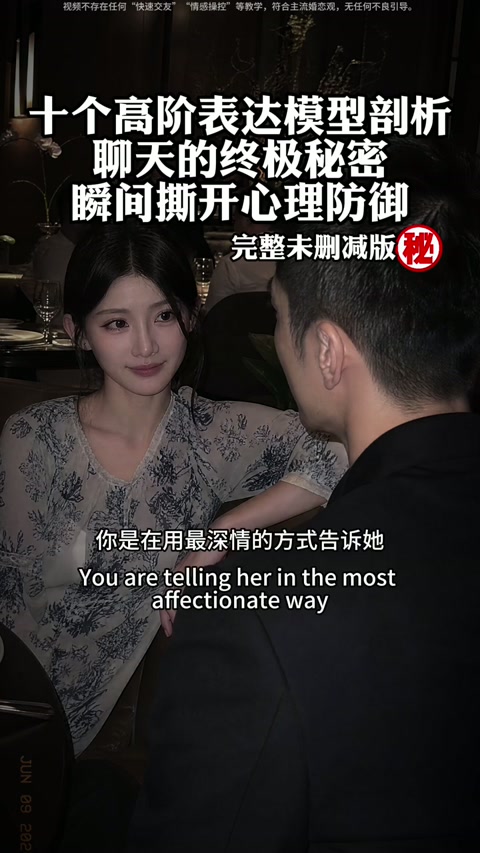 视频不存在任何“快速交友”“情感操控”等教学，符合主流婚恋观，无任何不良引导。
十个高阶表达模型剖析
聊天的终极秘密
瞬间撕开心理防御
完整未删减版 秘
你是在用最深情的方式告诉她
You are telling her in the most
affectionate way
JUN 09 202